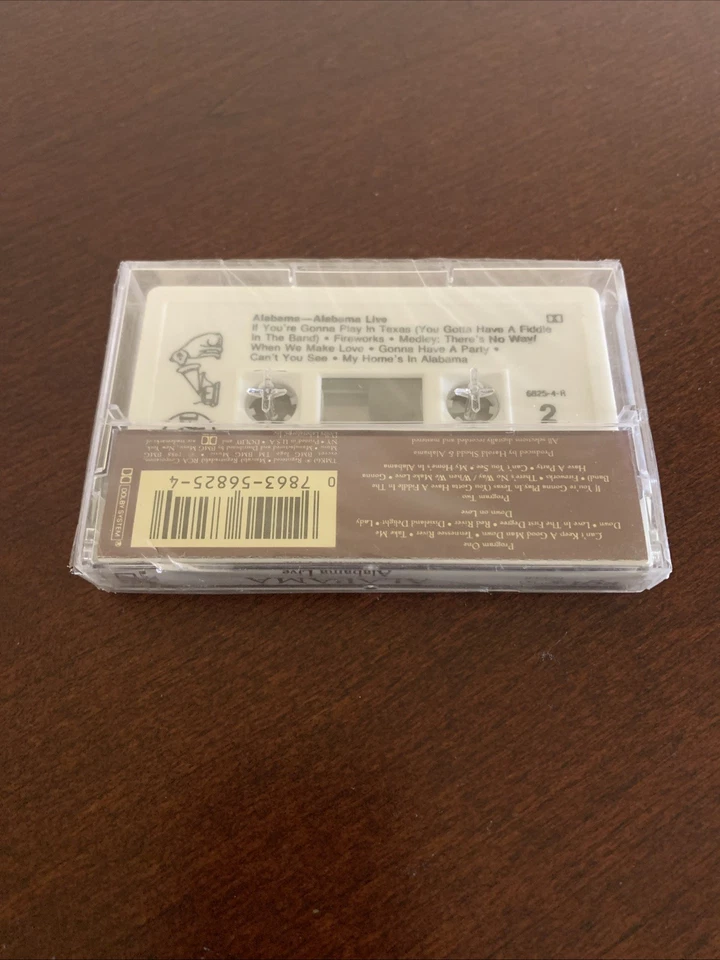 Alabama—Alabama Live
If You're Gonna Play In Texas (You Gotta Have A Fiddle
In The Band) • Fireworks • Medley; There's No Way/
When We Make Love • Gonna Have A Party •
Can't You See • My Home's In Alabama
6825-4-R
2
ALABAMA
Alabama Live
Program One
Can't Keep A Good Man Down • Tennessee River • Take Me
Down • Love In The First Degree • Red River • Dixieland Delight • Lady
Down on Love
Program Two
If You're Gonna Play In Texas (You Gotta Have A Fiddle In The
Band) • Fireworks • There's No Way / When We Make Love • Gonna
Have A Party • Can't You See • My Home's In Alabama
Produced by Harold Shedd & Alabama
All selections digitally recorded and mastered
0 7863-56825-4
DOLBY SYSTEM